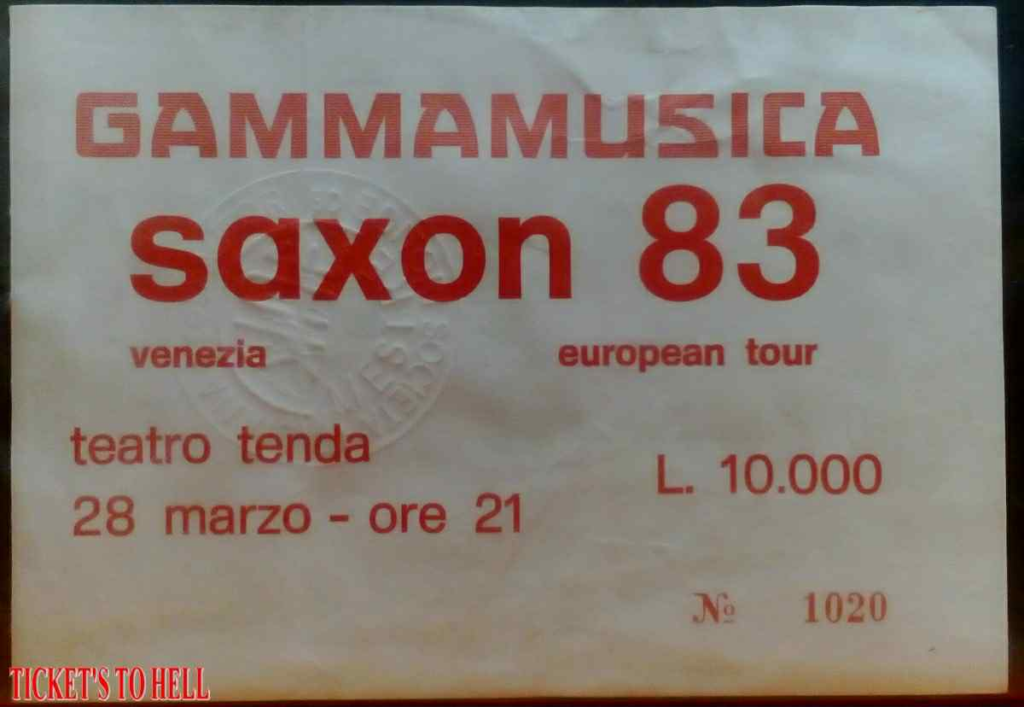 GAMMAMUSICA
saxon 83
venezia european tour
teatro tenda
L. 10.000
28 marzo - ore 21
№ 1020
TICKET'S TO HELL